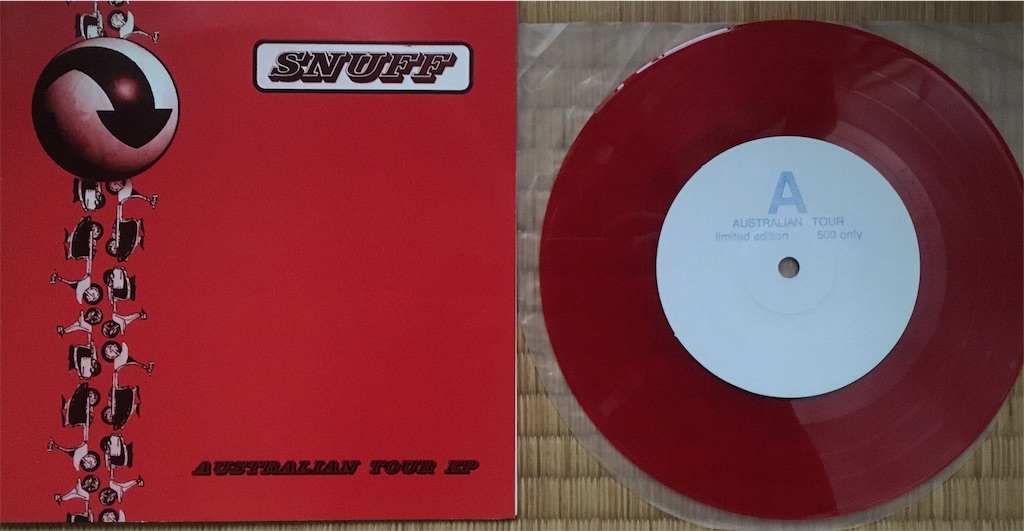 SNUFF
AUSTRALIAN TOUR EP
A
AUSTRALIAN TOUR
limited edition 500 only